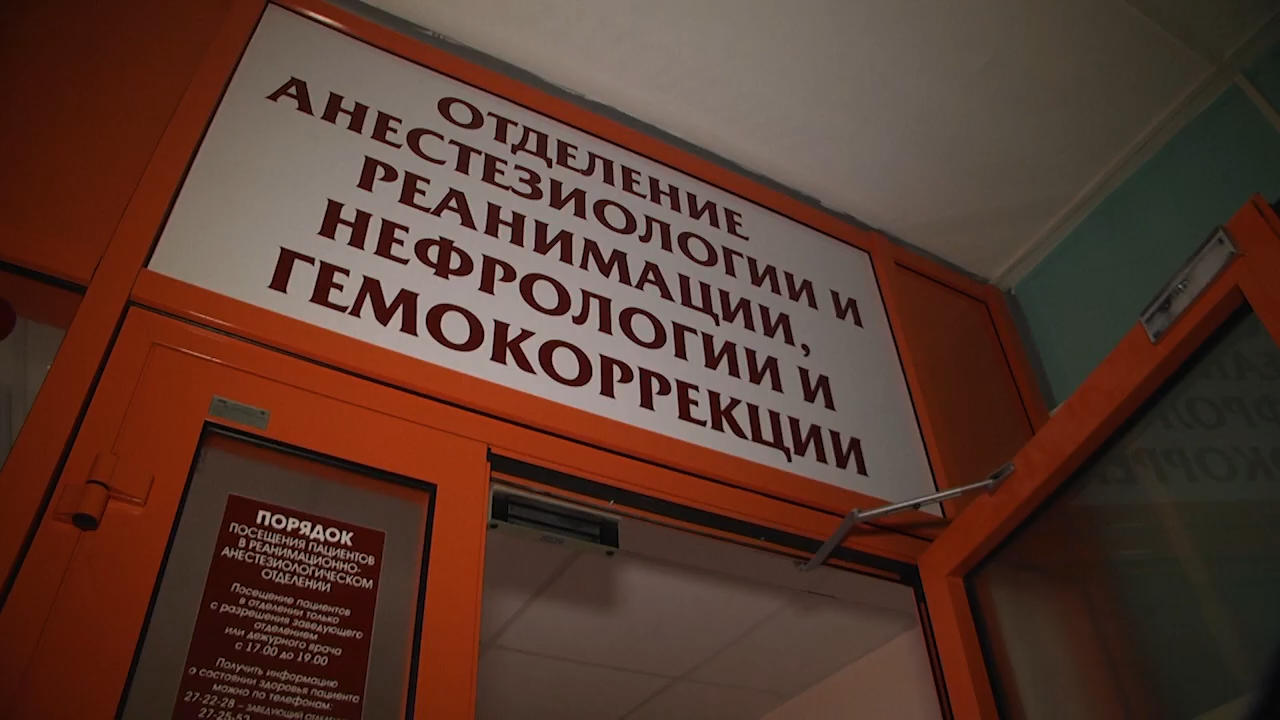 ОТДЕЛЕНИЕ
АНЕСТЕЗИОЛОГИИ И
РЕАНИМАЦИИ,
НЕФРОЛОГИИ И
ГЕМОКОРРЕКЦИИ
ПОРЯДОК
ПОСЕЩЕНИЯ ПАЦИЕНТОВ
В РЕАНИМАЦИОННО-
АНЕСТЕЗИОЛОГИЧЕСКОМ
ОТДЕЛЕНИИ
Посещение пациентов
в отделении только
с разрешения заведующего
отделением
или дежурного врача
с 17.00 до 19.00
Получить информацию
о состоянии здоровья пациента
можно по телефонам:
27-22-28 – ЗАВЕДУЮЩИЙ